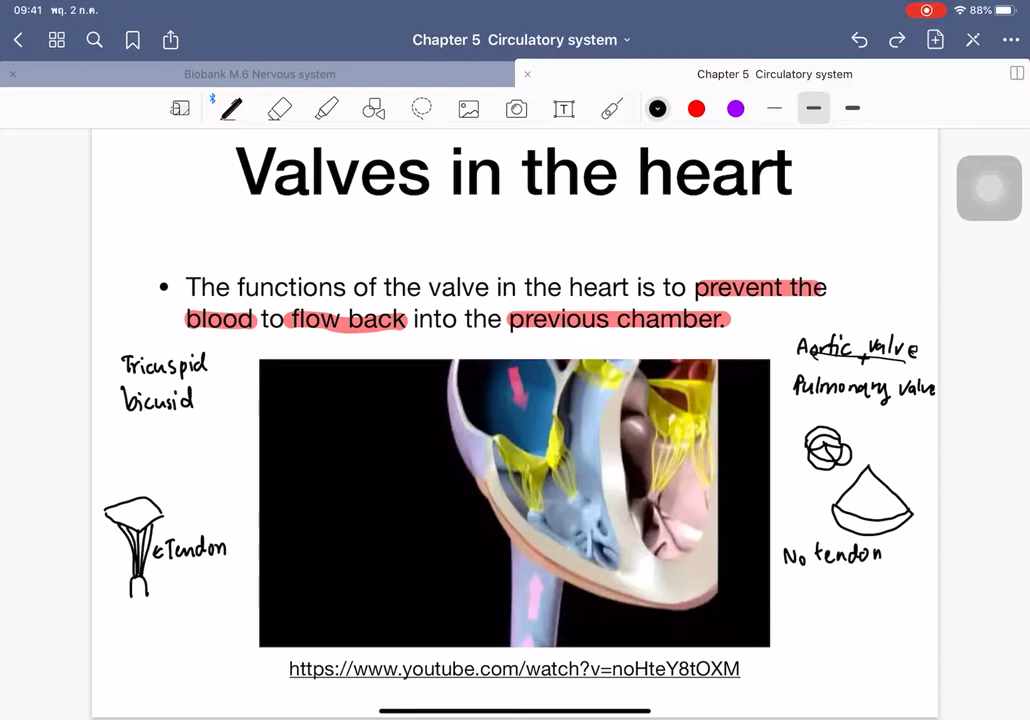 09:41 พฤ. 2 ก.ค.
88%
Chapter 5 Circulatory system
Biobank M.6 Nervous system
Chapter 5 Circulatory system
Valves in the heart
• The functions of the valve in the heart is to prevent the
blood to flow back into the previous chamber.
Tricuspid
bicusid
Aortic valve
Pulmonary valve
Tendon
No tendon
https://www.youtube.com/watch?v=noHteY8tOXM